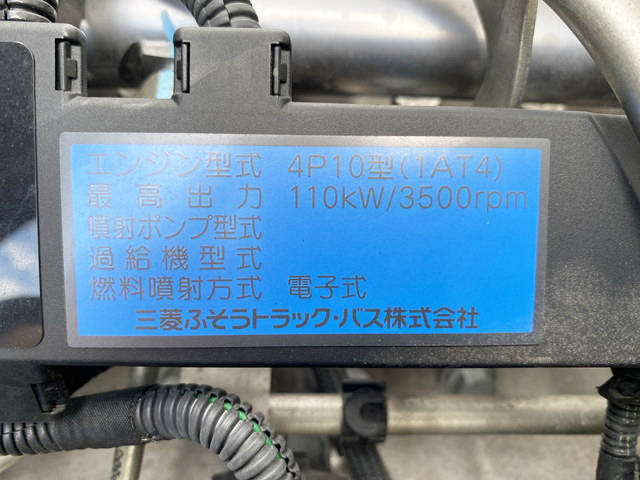 エンジン型式 4P10型(1AT4)
最高出力 110kW/3500rpm
噴射ポンプ型式
過給機型式
燃料噴射方式 電子式
三菱ふそうトラック・バス株式会社